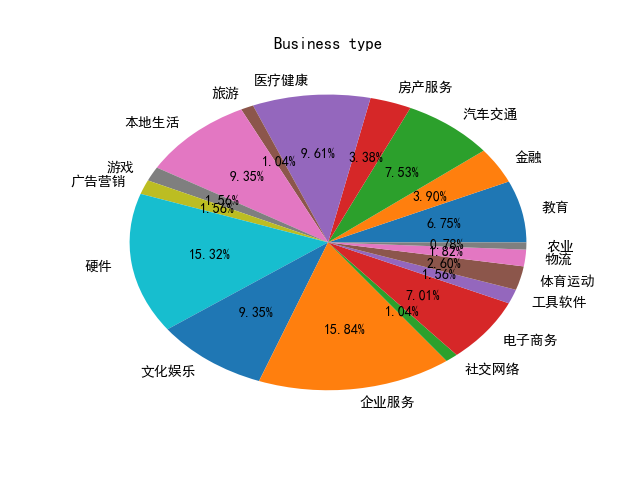 Business type
教育
6.75%
金融
3.90%
汽车交通
7.53%
房产服务
3.38%
医疗健康
9.61%
旅游
1.04%
本地生活
9.35%
游戏
1.56%
广告营销
1.56%
硬件
15.32%
文化娱乐
9.35%
企业服务
15.84%
社交网络
1.04%
电子商务
7.01%
工具软件
1.56%
体育运动
2.60%
物流
1.82%
农业
0.78%